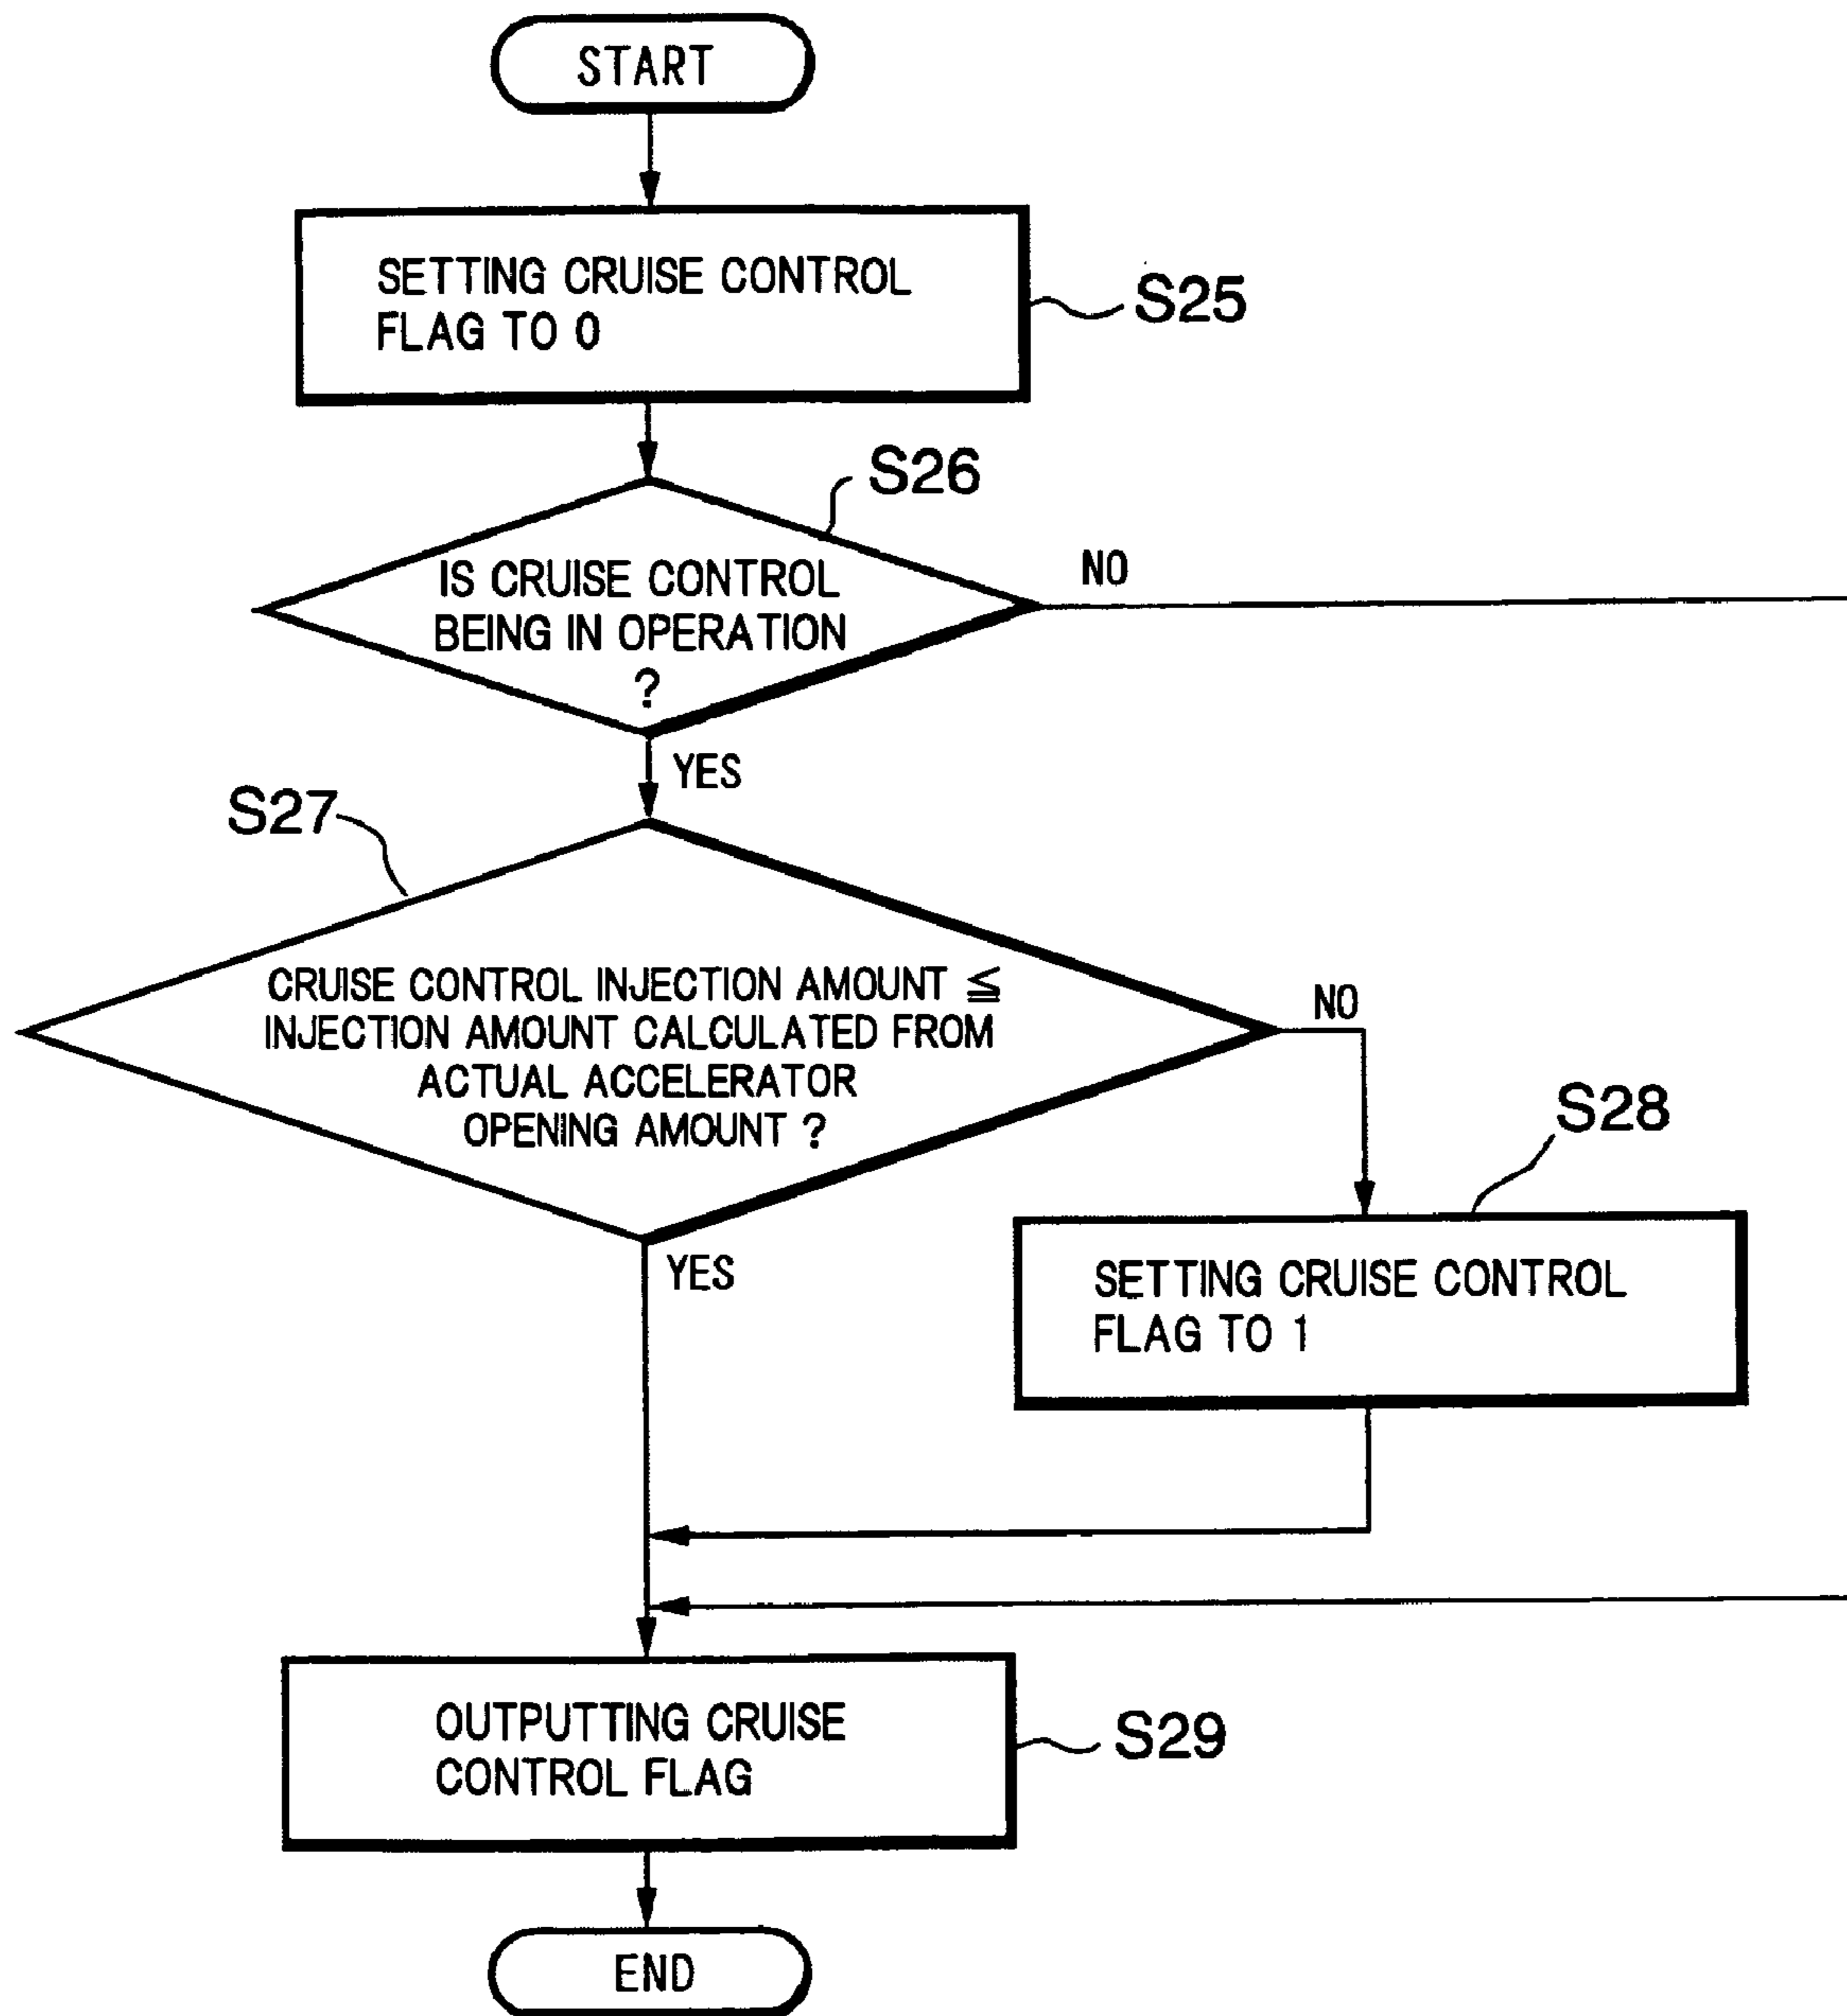 START
SETTING CRUISE CONTROL
FLAG TO 0
S25
S26
IS CRUISE CONTROL
BEING IN OPERATION
?
NO
YES
S27
CRUISE CONTROL INJECTION AMOUNT ≦
INJECTION AMOUNT CALCULATED FROM
ACTUAL ACCELERATOR
OPENING AMOUNT ?
NO
YES
S28
SETTING CRUISE CONTROL
FLAG TO 1
OUTPUTTING CRUISE
CONTROL FLAG
S29
END